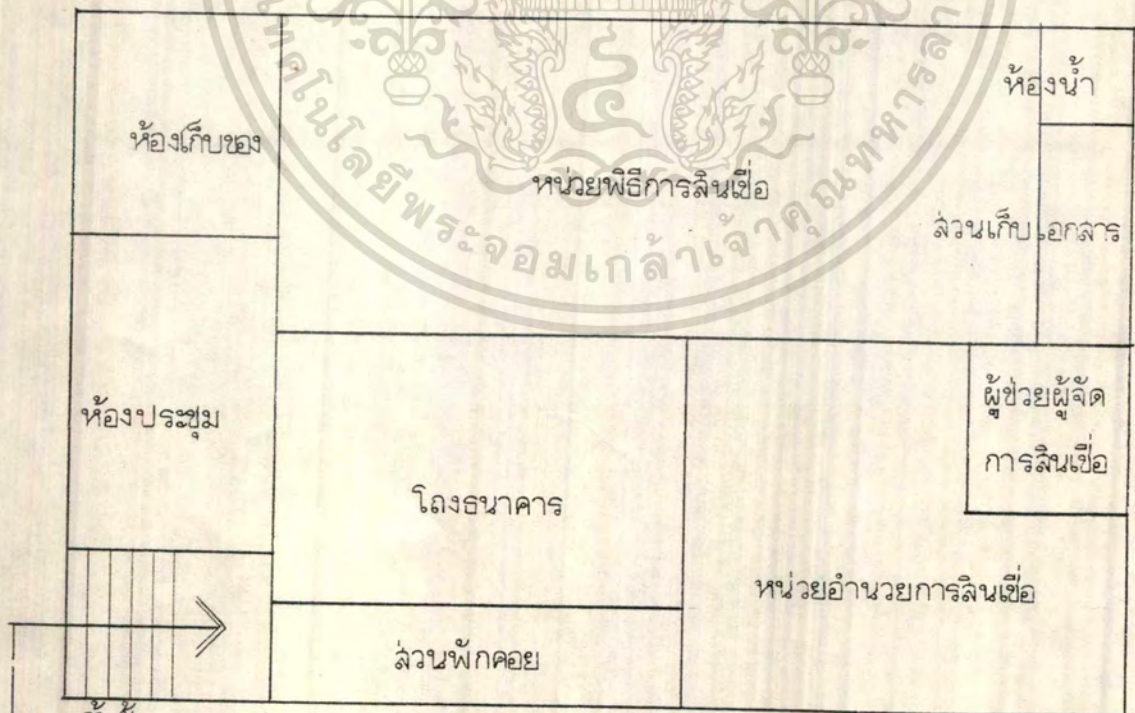 ห้องน้ำ
ห้องเก็บของ
หน่วยพิธีการสินเชื่อ
ส่วนเก็บเอกสาร
ห้องประชุม
ผู้ช่วยผู้จัด
การสินเชื่อ
โถงธนาคาร
หน่วยอำนวยการสินเชื่อ
ส่วนพักคอย